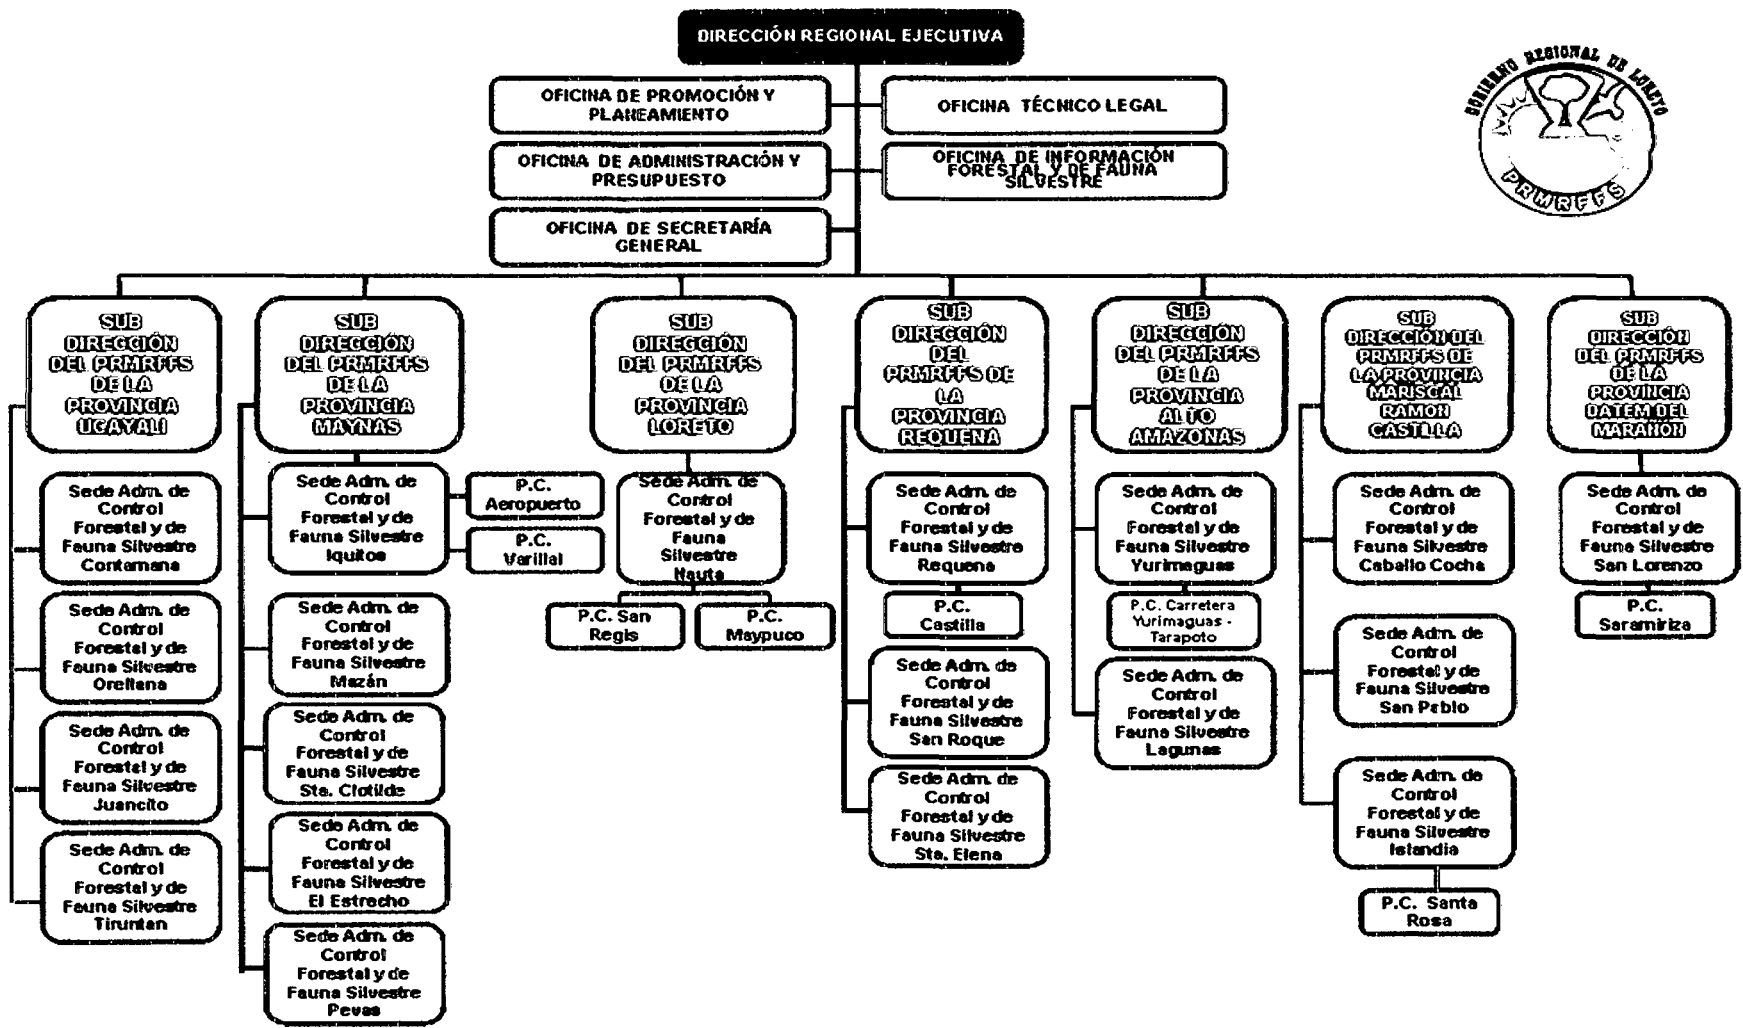 DIRECCIÓN REGIONAL EJECUTIVA
GOBIERNO REGIONAL DE LORETO
PRMRFFS
OFICINA DE PROMOCIÓN Y
PLANEAMIENTO
OFICINA TÉCNICO LEGAL
OFICINA DE ADMINISTRACIÓN Y
PRESUPUESTO
OFICINA DE INFORMACIÓN
FORESTAL Y DE FAUNA
SILVESTRE
OFICINA DE SECRETARÍA
GENERAL
SUB
DIRECCIÓN
DEL PRMRFFS
DE LA
PROVINCIA
UCAYALI
Sede Adm. de
Control
Forestal y de
Fauna Silvestre
Contamana
Sede Adm. de
Control
Forestal y de
Fauna Silvestre
Orellana
Sede Adm. de
Control
Forestal y de
Fauna Silvestre
Juancito
Sede Adm. de
Control
Forestal y de
Fauna Silvestre
Tiruntan
SUB
DIRECCIÓN
DEL PRMRFFS
DE LA
PROVINCIA
MAYNAS
Sede Adm. de
Control
Forestal y de
Fauna Silvestre
Iquitos
P.C.
Aeropuerto
P.C.
Varillal
Sede Adm. de
Control
Forestal y de
Fauna Silvestre
Mazán
Sede Adm. de
Control
Forestal y de
Fauna Silvestre
Sta. Clotilde
Sede Adm. de
Control
Forestal y de
Fauna Silvestre
El Estrecho
Sede Adm. de
Control
Forestal y de
Fauna Silvestre
Pevas
SUB
DIRECCIÓN
DEL PRMRFFS
DE LA
PROVINCIA
LORETO
Sede Adm. de
Control
Forestal y de
Fauna
Silvestre
Nauta
P.C. San
Regis
P.C.
Maypuco
SUB
DIRECCIÓN
DEL
PRMRFFS DE
LA
PROVINCIA
REQUENA
Sede Adm. de
Control
Forestal y de
Fauna Silvestre
Requena
P.C.
Castilla
Sede Adm. de
Control
Forestal y de
Fauna Silvestre
San Roque
Sede Adm. de
Control
Forestal y de
Fauna Silvestre
Sta. Elena
SUB
DIRECCIÓN
DEL PRMRFFS
DE LA
PROVINCIA
ALTO
AMAZONAS
Sede Adm. de
Control
Forestal y de
Fauna Silvestre
Yurimaguas
P.C. Carretera
Yurimaguas -
Tarapoto
Sede Adm. de
Control
Forestal y de
Fauna Silvestre
Lagunas
SUB
DIRECCIÓN DEL
PRMRFFS DE
LA PROVINCIA
MARISCAL
RAMON
CASTILLA
Sede Adm. de
Control
Forestal y de
Fauna Silvestre
Caballo Cocha
Sede Adm. de
Control
Forestal y de
Fauna Silvestre
San Pablo
Sede Adm. de
Control
Forestal y de
Fauna Silvestre
Islandia
P.C. Santa
Rosa
SUB
DIRECCIÓN
DEL PRMRFFS
DE LA
PROVINCIA
DATEM DEL
MARAÑÓN
Sede Adm. de
Control
Forestal y de
Fauna Silvestre
San Lorenzo
P.C.
Saramiriza